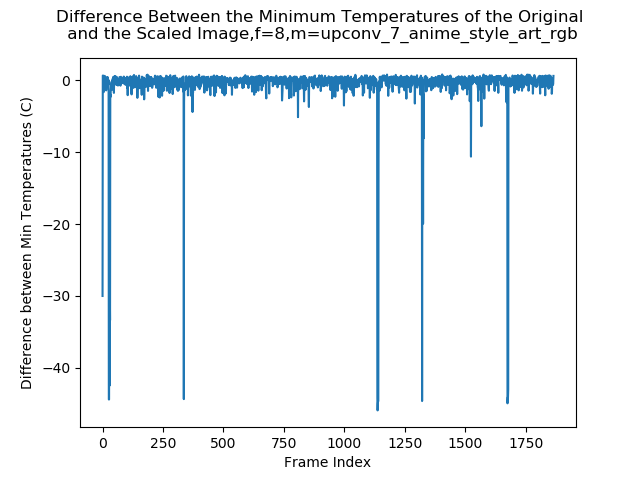 Difference Between the Minimum Temperatures of the Original
and the Scaled Image,f=8,m=upconv_7_anime_style_art_rgb
0
−10
−20
−30
−40
Difference between Min Temperatures (C)
0 250 500 750 1000 1250 1500 1750
Frame Index